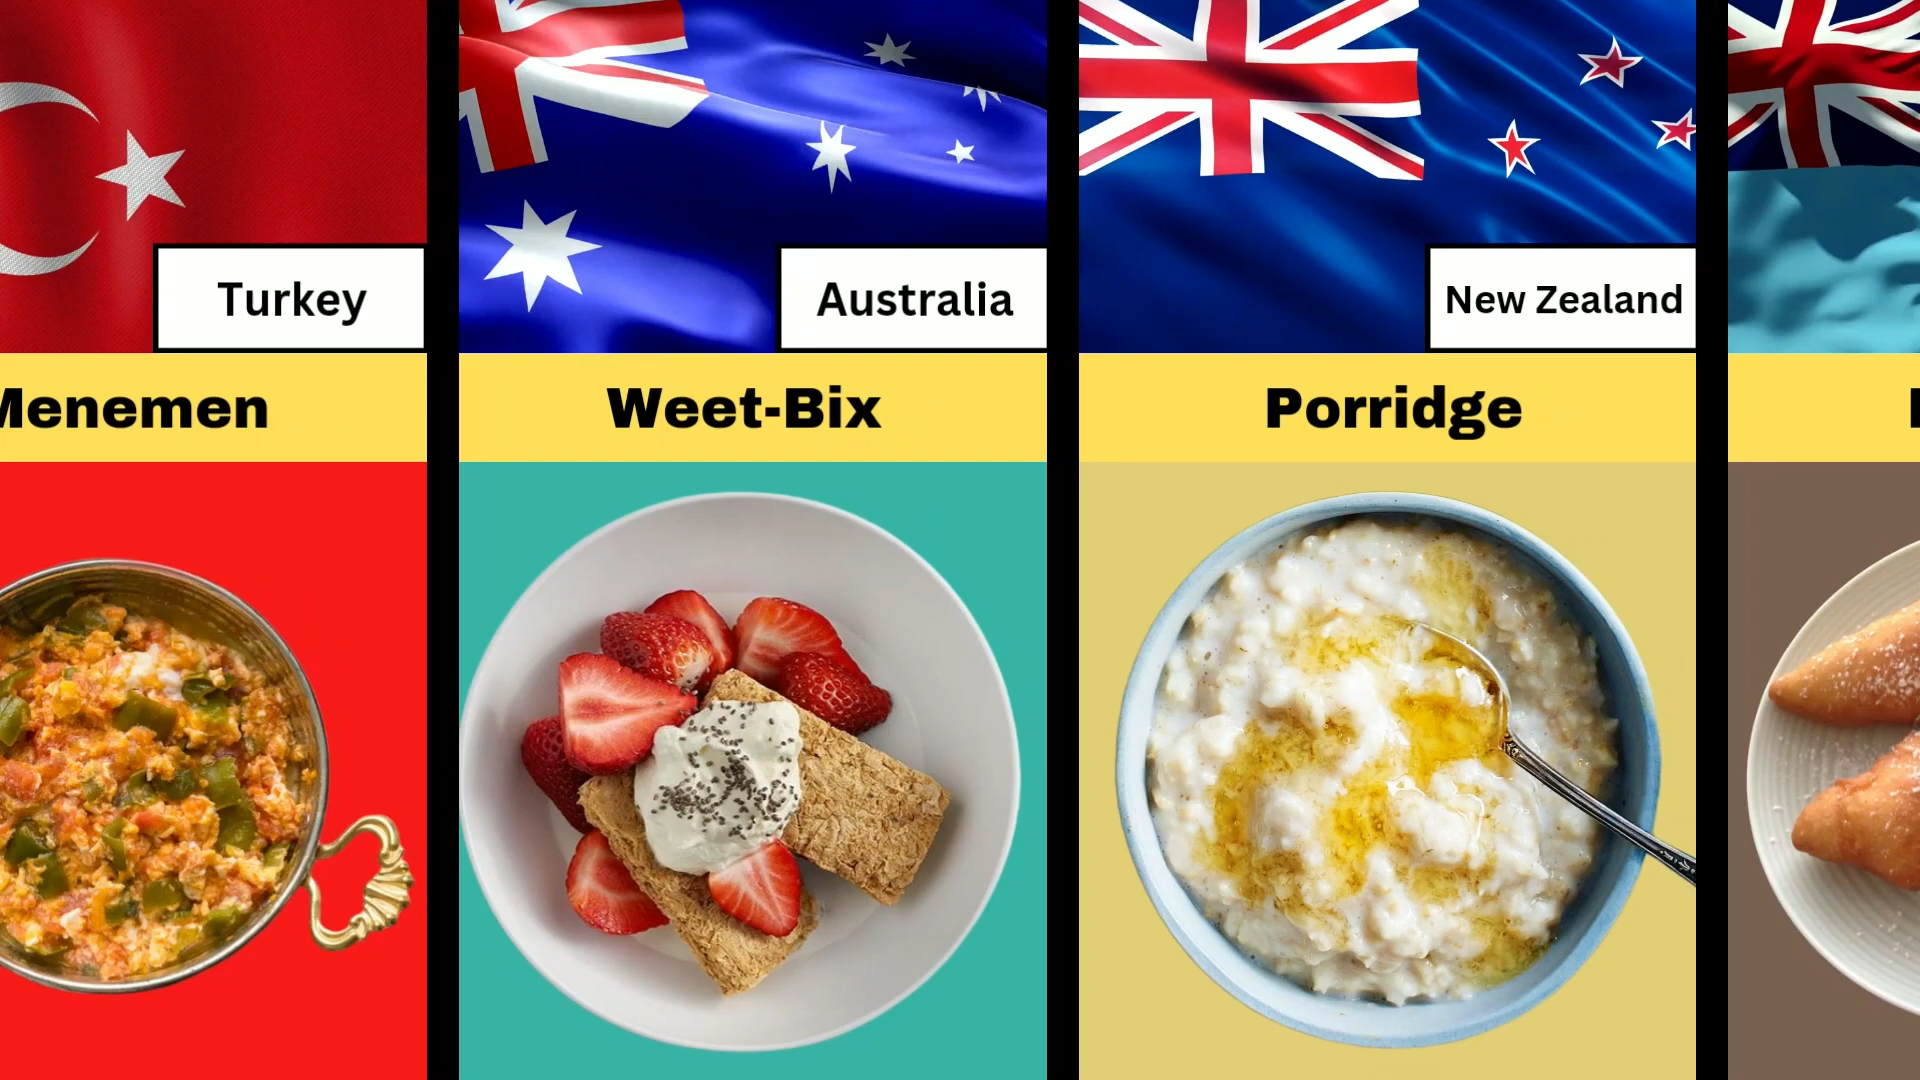 Turkey
Australia
New Zealand
Menemen
Weet-Bix
Porridge